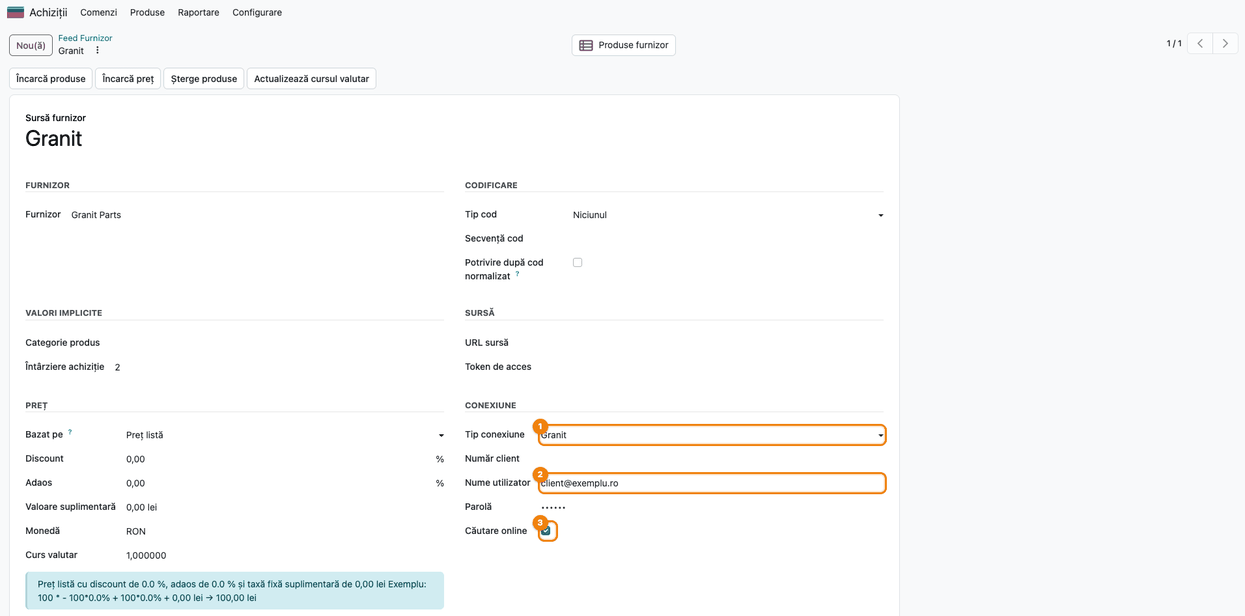 Achiziții Comenzi Produse Raportare Configurare
Nou(ă) Feed Furnizor
Granit
Produse furnizor
1 / 1
Încarcă produse Încarcă preț Șterge produse Actualizează cursul valutar
Sursă furnizor
Granit
FURNIZOR
Furnizor Granit Parts
CODIFICARE
Tip cod Niciunul
Secvență cod
Potrivire după cod
normalizat ?
VALORI IMPLICITE
Categorie produs
Întârziere achiziție 2
SURSĂ
URL sursă
Token de acces
PREȚ
Bazat pe ? Preț listă
Discount 0,00 %
Adaos 0,00 %
Valoare suplimentară 0,00 lei
Monedă RON
Curs valutar 1,000000
Preț listă cu discount de 0.0 %, adaos de 0.0 % și taxă fixă suplimentară de 0,00 lei Exemplu:
100 * - 100*0.0% + 100*0.0% + 0,00 lei → 100,00 lei
CONEXIUNE
1
Tip conexiune Granit
Număr client
2
Nume utilizator client@exemplu.ro
Parolă ••••••
3
Căutare online